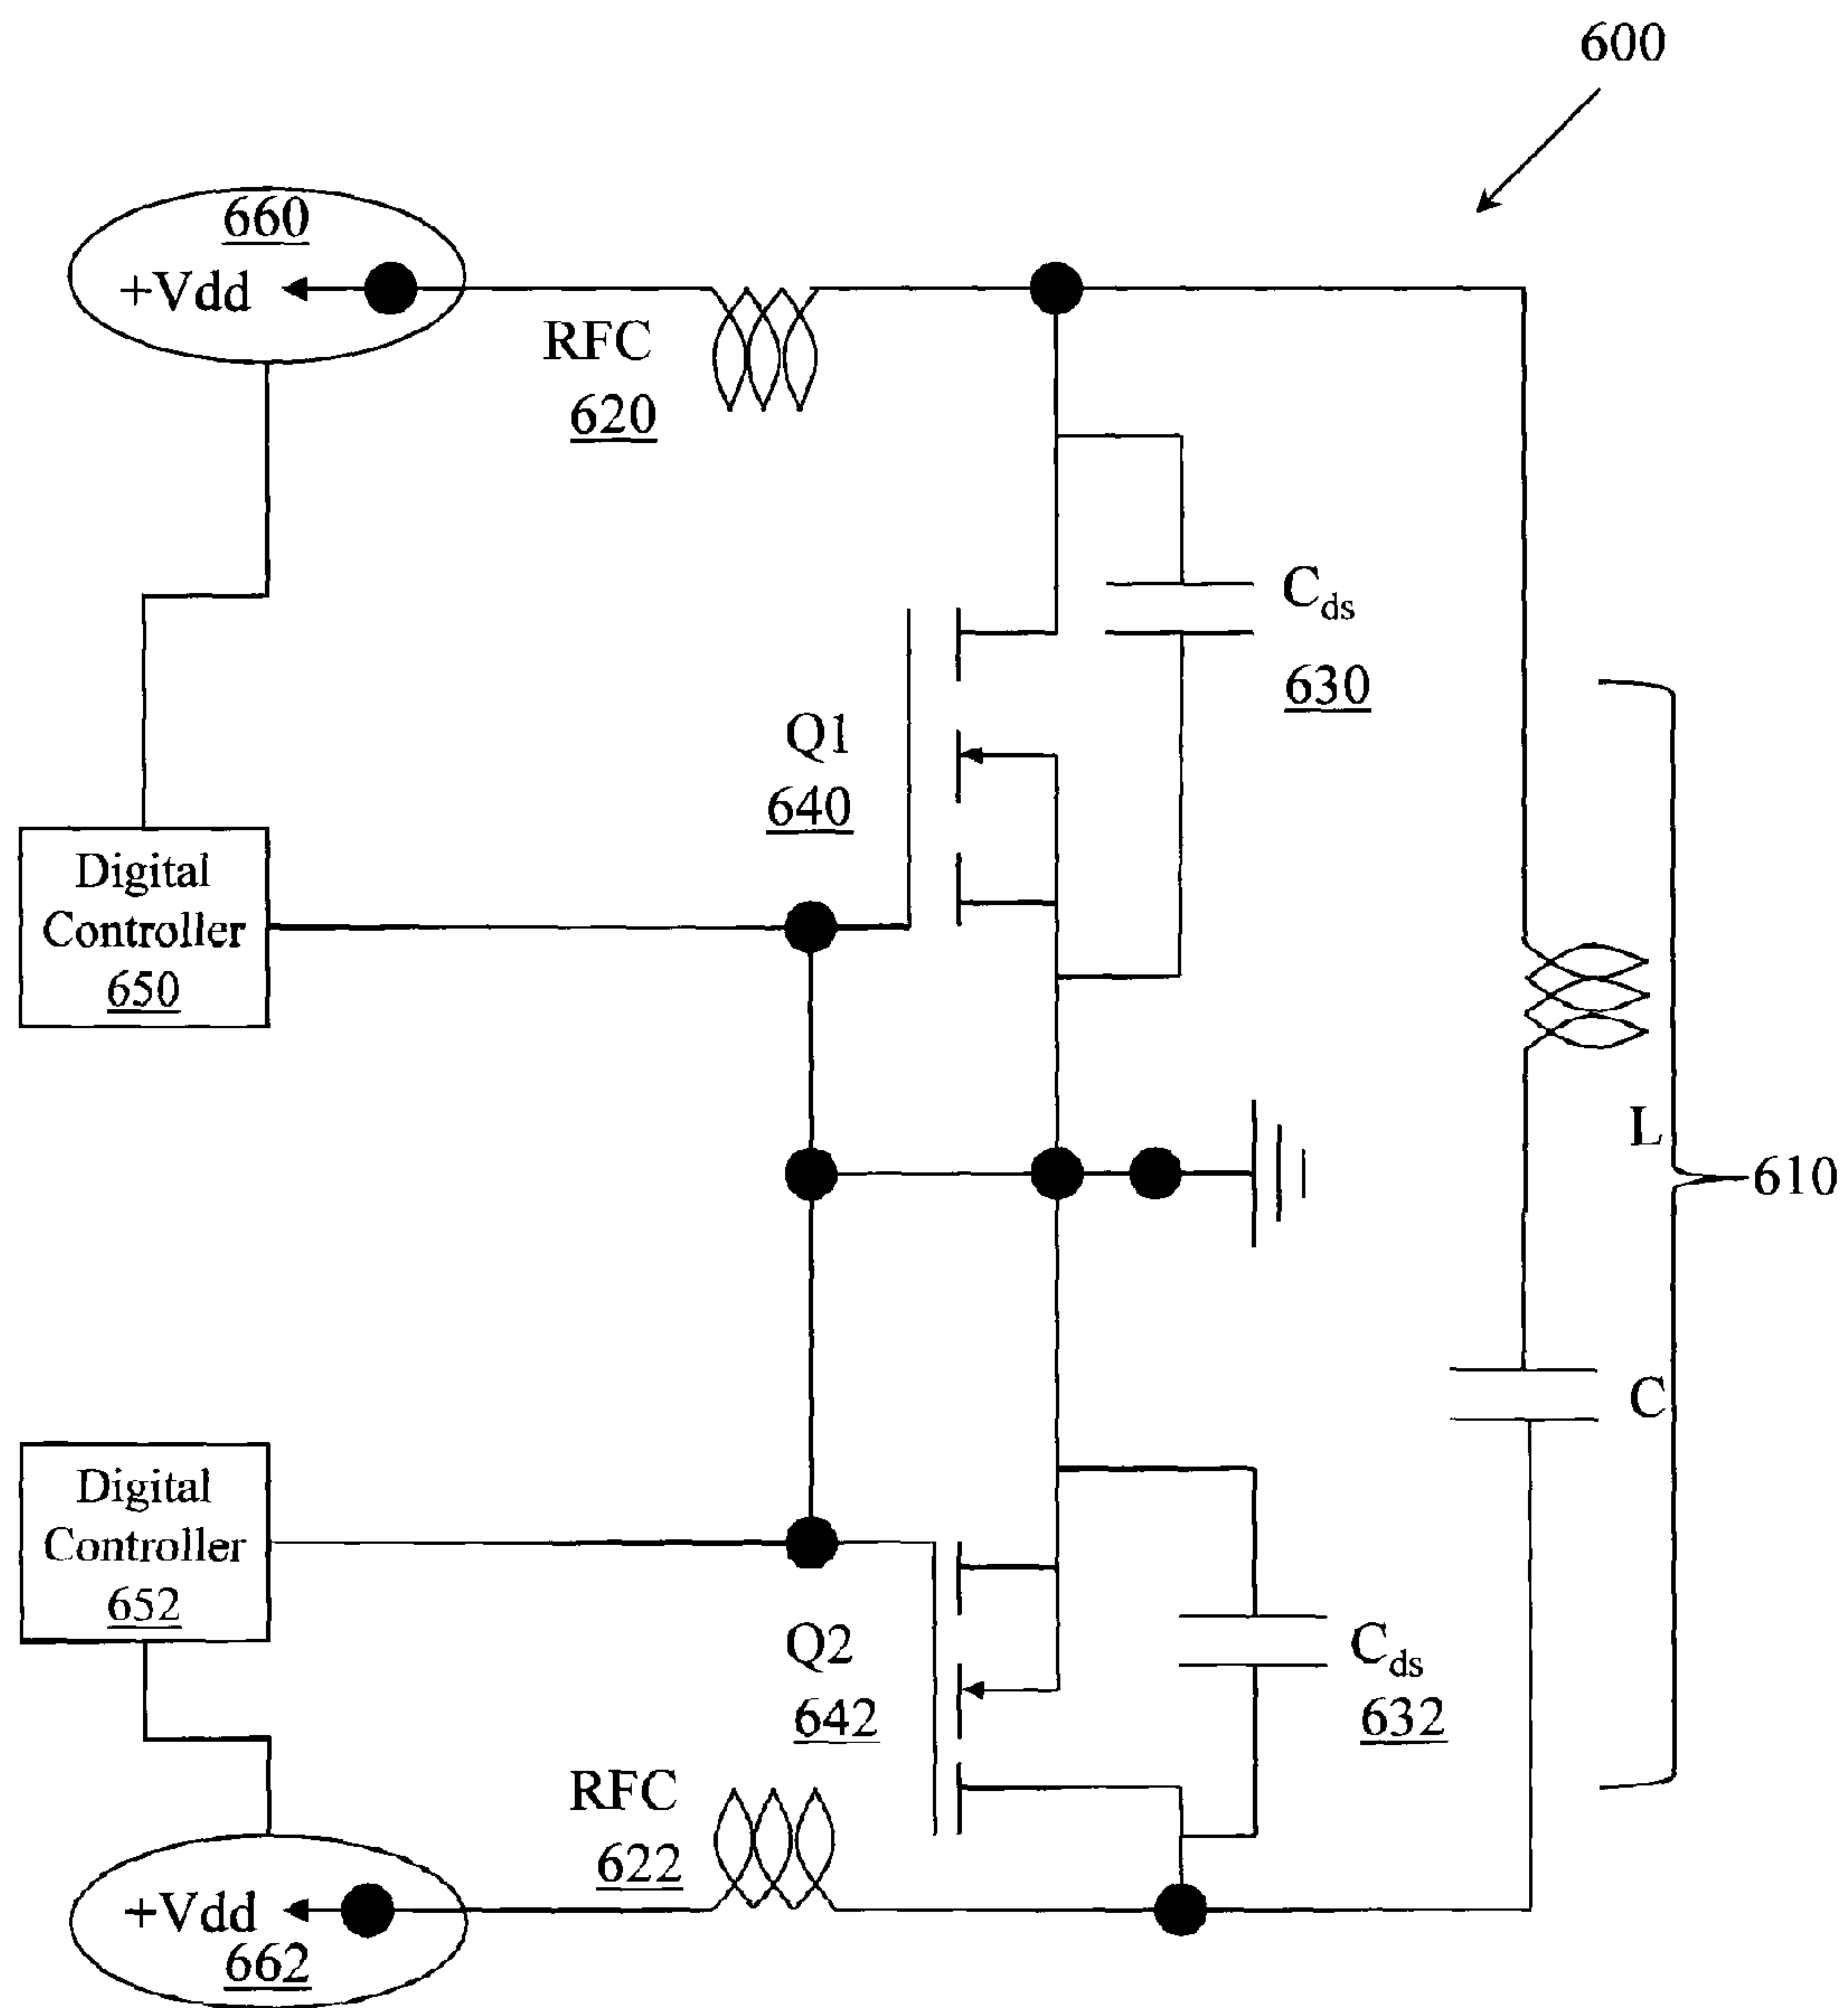 600
660
+Vdd
RFC
620
Cds
630
Q1
640
Digital
Controller
650
L
610
C
Digital
Controller
652
Q2
642
Cds
632
RFC
622
+Vdd
662